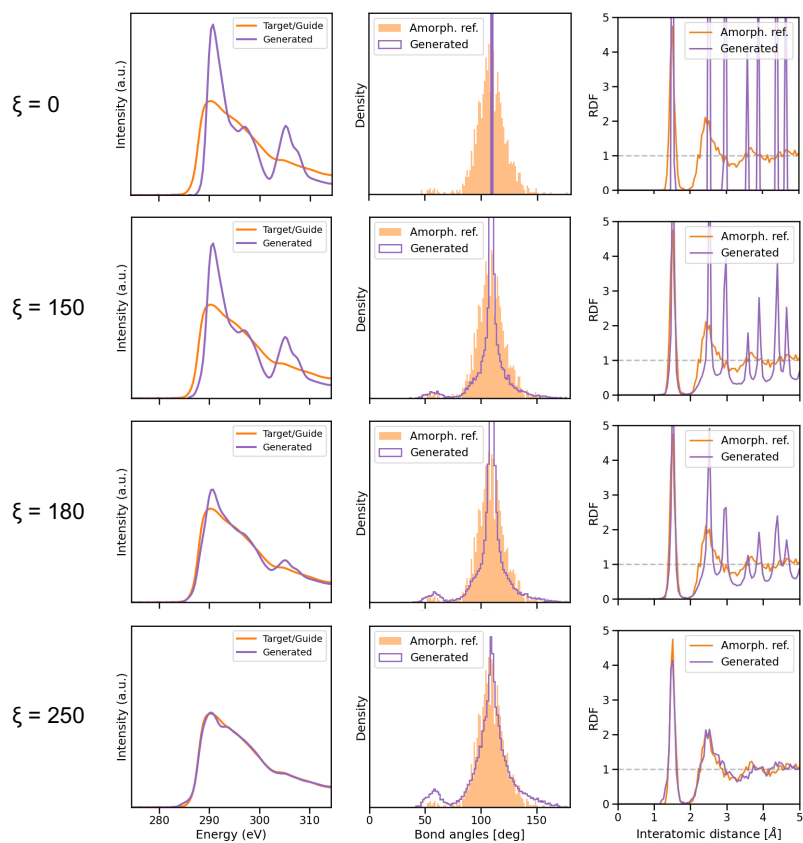 ξ = 0
Intensity (a.u.)
Target/Guide
Generated
Density
Amorph. ref.
Generated
RDF
5
4
3
2
1
0
Amorph. ref.
Generated
ξ = 150
Intensity (a.u.)
Target/Guide
Generated
Density
Amorph. ref.
Generated
RDF
5
4
3
2
1
0
Amorph. ref.
Generated
ξ = 180
Intensity (a.u.)
Target/Guide
Generated
Density
Amorph. ref.
Generated
RDF
5
4
3
2
1
0
Amorph. ref.
Generated
ξ = 250
Intensity (a.u.)
Target/Guide
Generated
280 290 300 310
Energy (eV)
Density
Amorph. ref.
Generated
0 50 100 150
Bond angles [deg]
RDF
5
4
3
2
1
0
Amorph. ref.
Generated
0 1 2 3 4 5
Interatomic distance [Å]